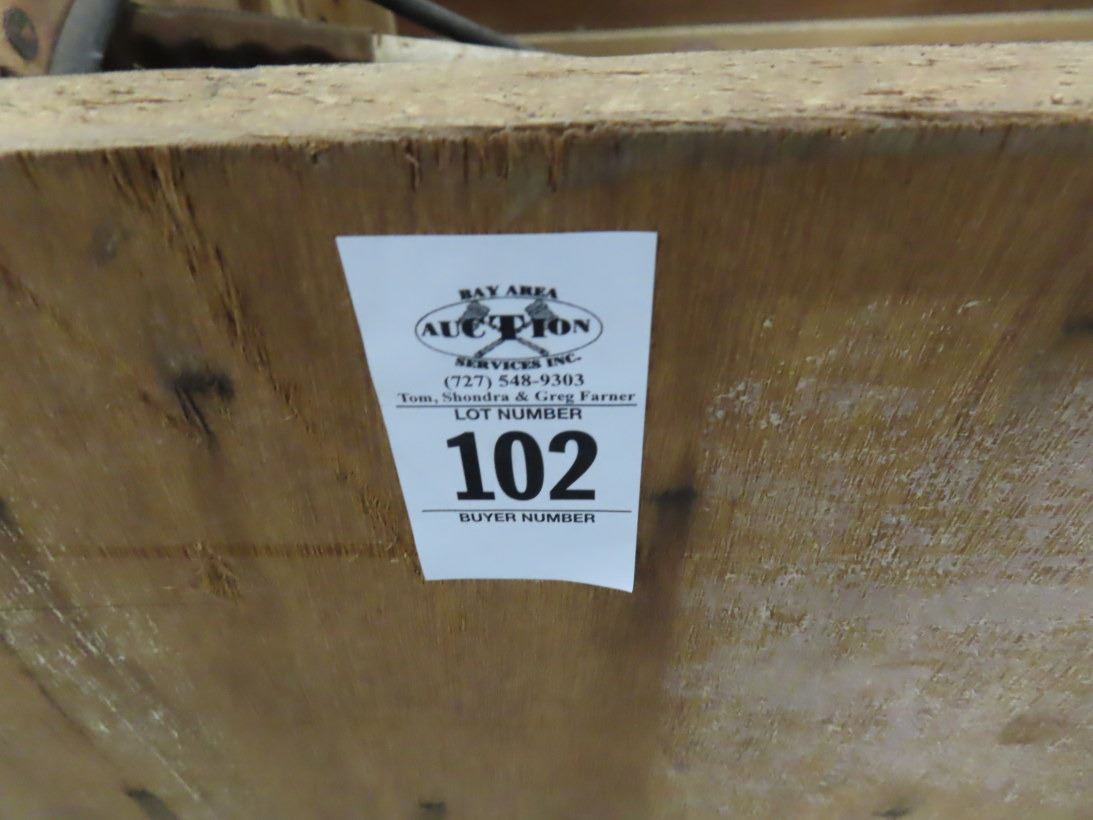 BAY AREA
AUCTION
SERVICES INC.
(727) 548-9303
Tom, Shondra & Greg Farner
LOT NUMBER
102
BUYER NUMBER